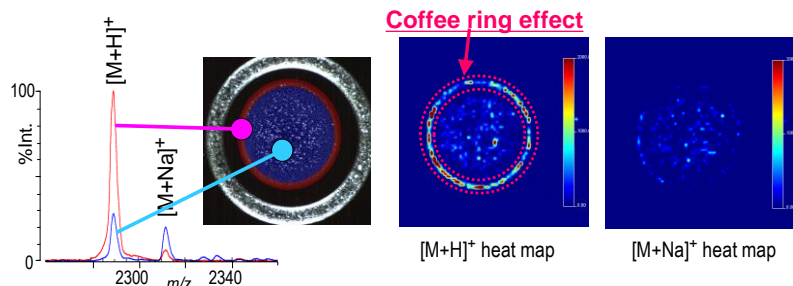 Coffee ring effect
[M+H]⁺
[M+Na]⁺
%Int.
100
0
2300
2340
m/z
[M+H]⁺ heat map
[M+Na]⁺ heat map